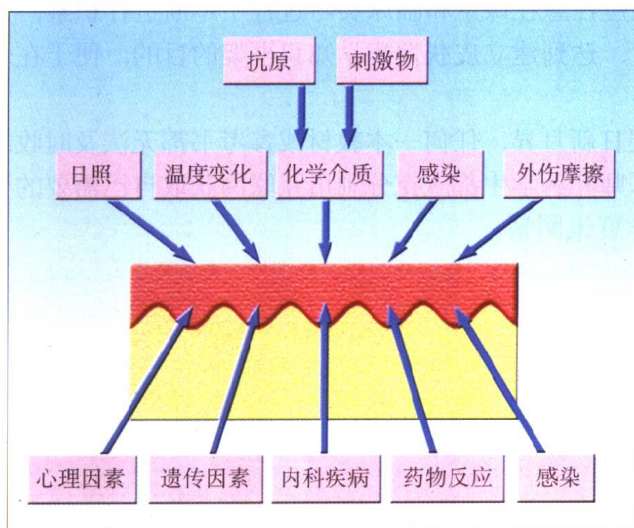 抗原 刺激物
日照 温度变化 化学介质 感染 外伤摩擦
心理因素 遗传因素 内科疾病 药物反应 感染